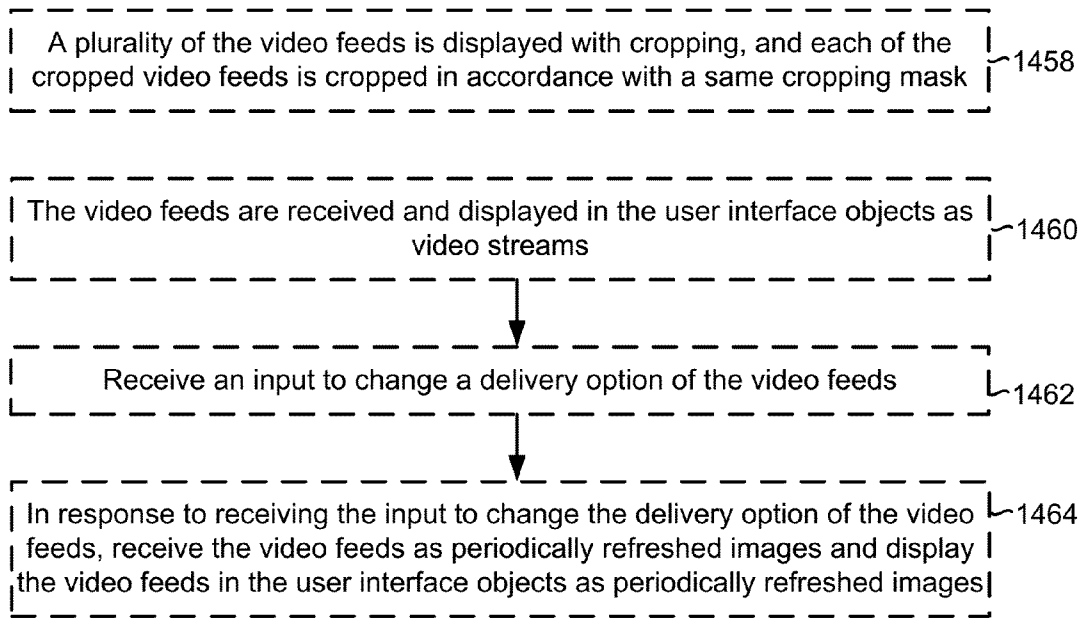 A plurality of the video feeds is displayed with cropping, and each of the
cropped video feeds is cropped in accordance with a same cropping mask
1458
The video feeds are received and displayed in the user interface objects as
video streams
1460
Receive an input to change a delivery option of the video feeds
1462
In response to receiving the input to change the delivery option of the video
feeds, receive the video feeds as periodically refreshed images and display
the video feeds in the user interface objects as periodically refreshed images
1464